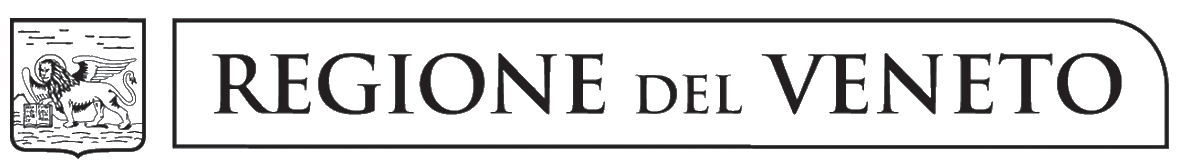 REGIONE DEL VENETO